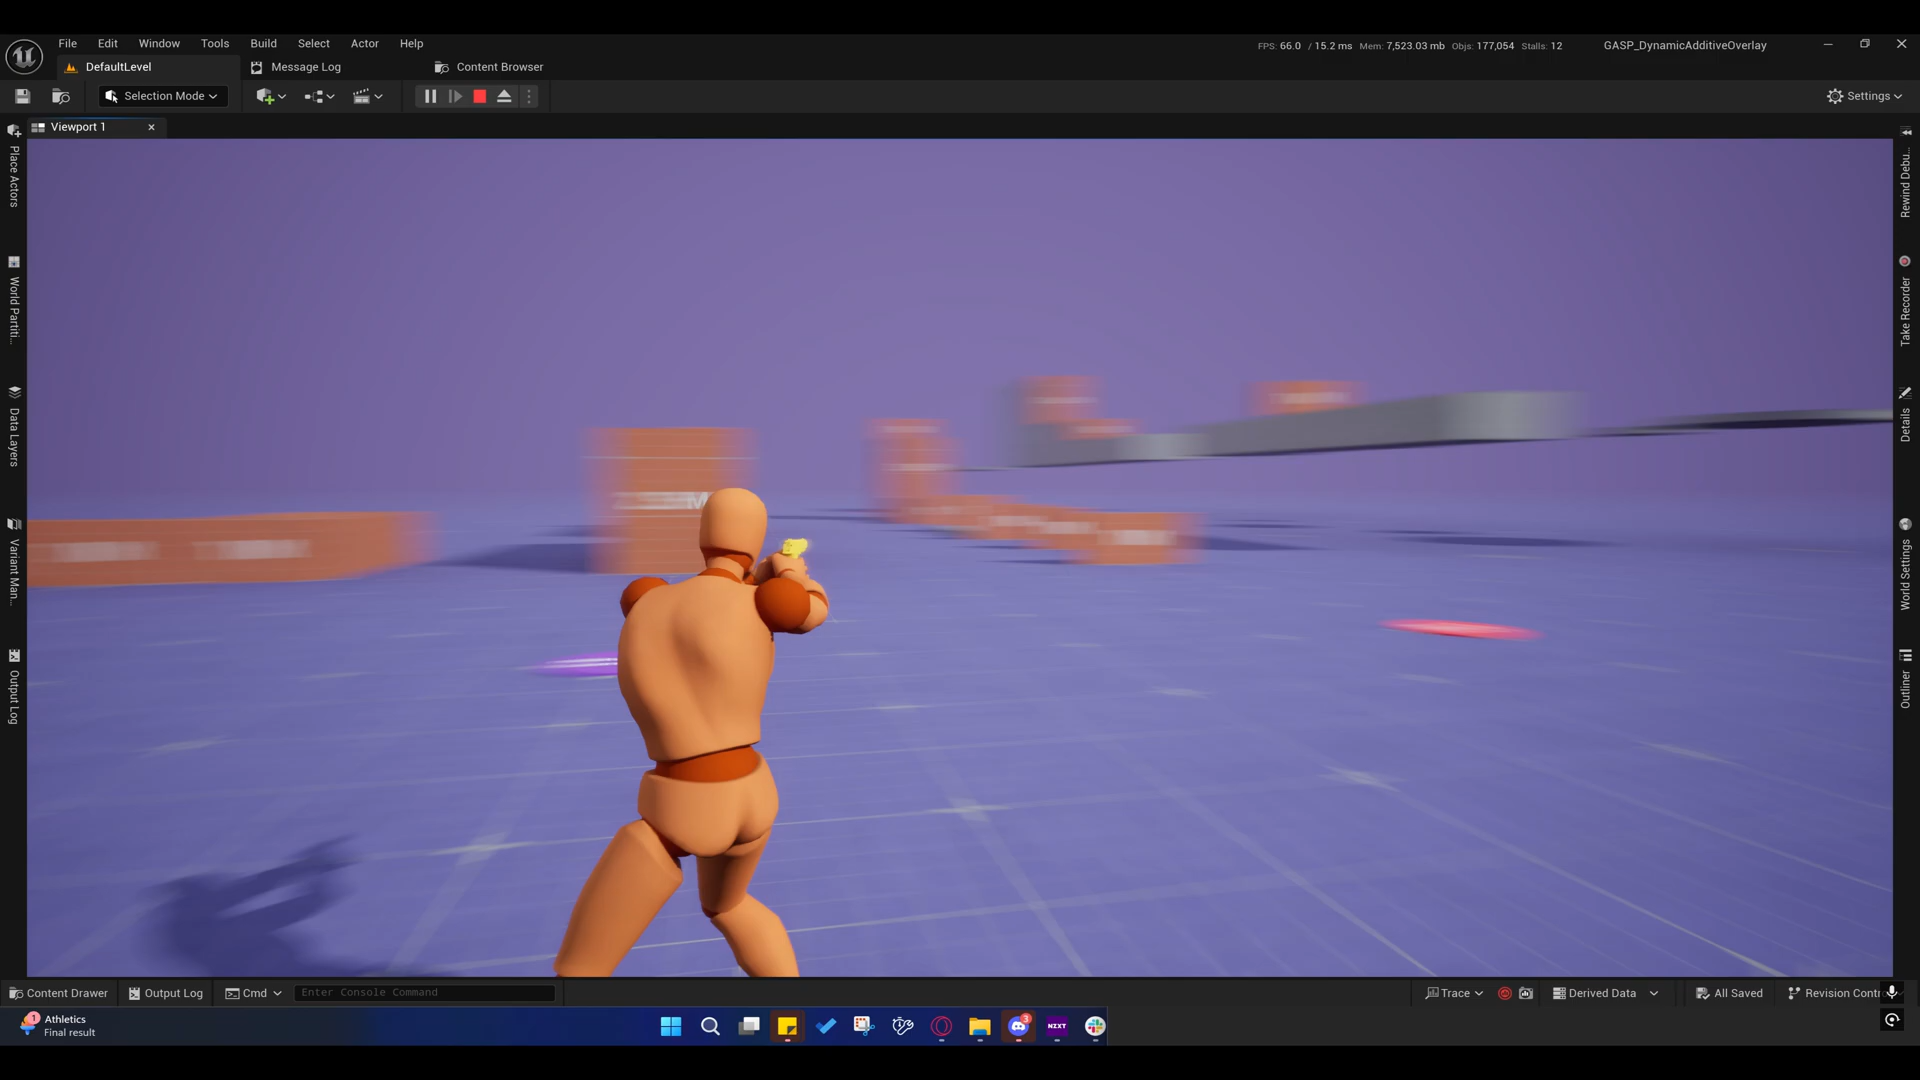 File Edit Window Tools Build Select Actor Help
FPS: 66.0 / 15.2 ms Mem: 7,523.03 mb Objs: 177,054 Stalls: 12
GASP_DynamicAdditiveOverlay
DefaultLevel
Message Log
Content Browser
Selection Mode
Settings
Viewport 1
Place Actors
World Partiti...
Data Layers
Variant Man...
Output Log
Rewind Debu...
Take Recorder
Details
World Settings
Outliner
Content Drawer
Output Log
Cmd
Enter Console Command
Trace
Derived Data
All Saved
Revision Contr
1
Athletics
Final result
3
NZXT